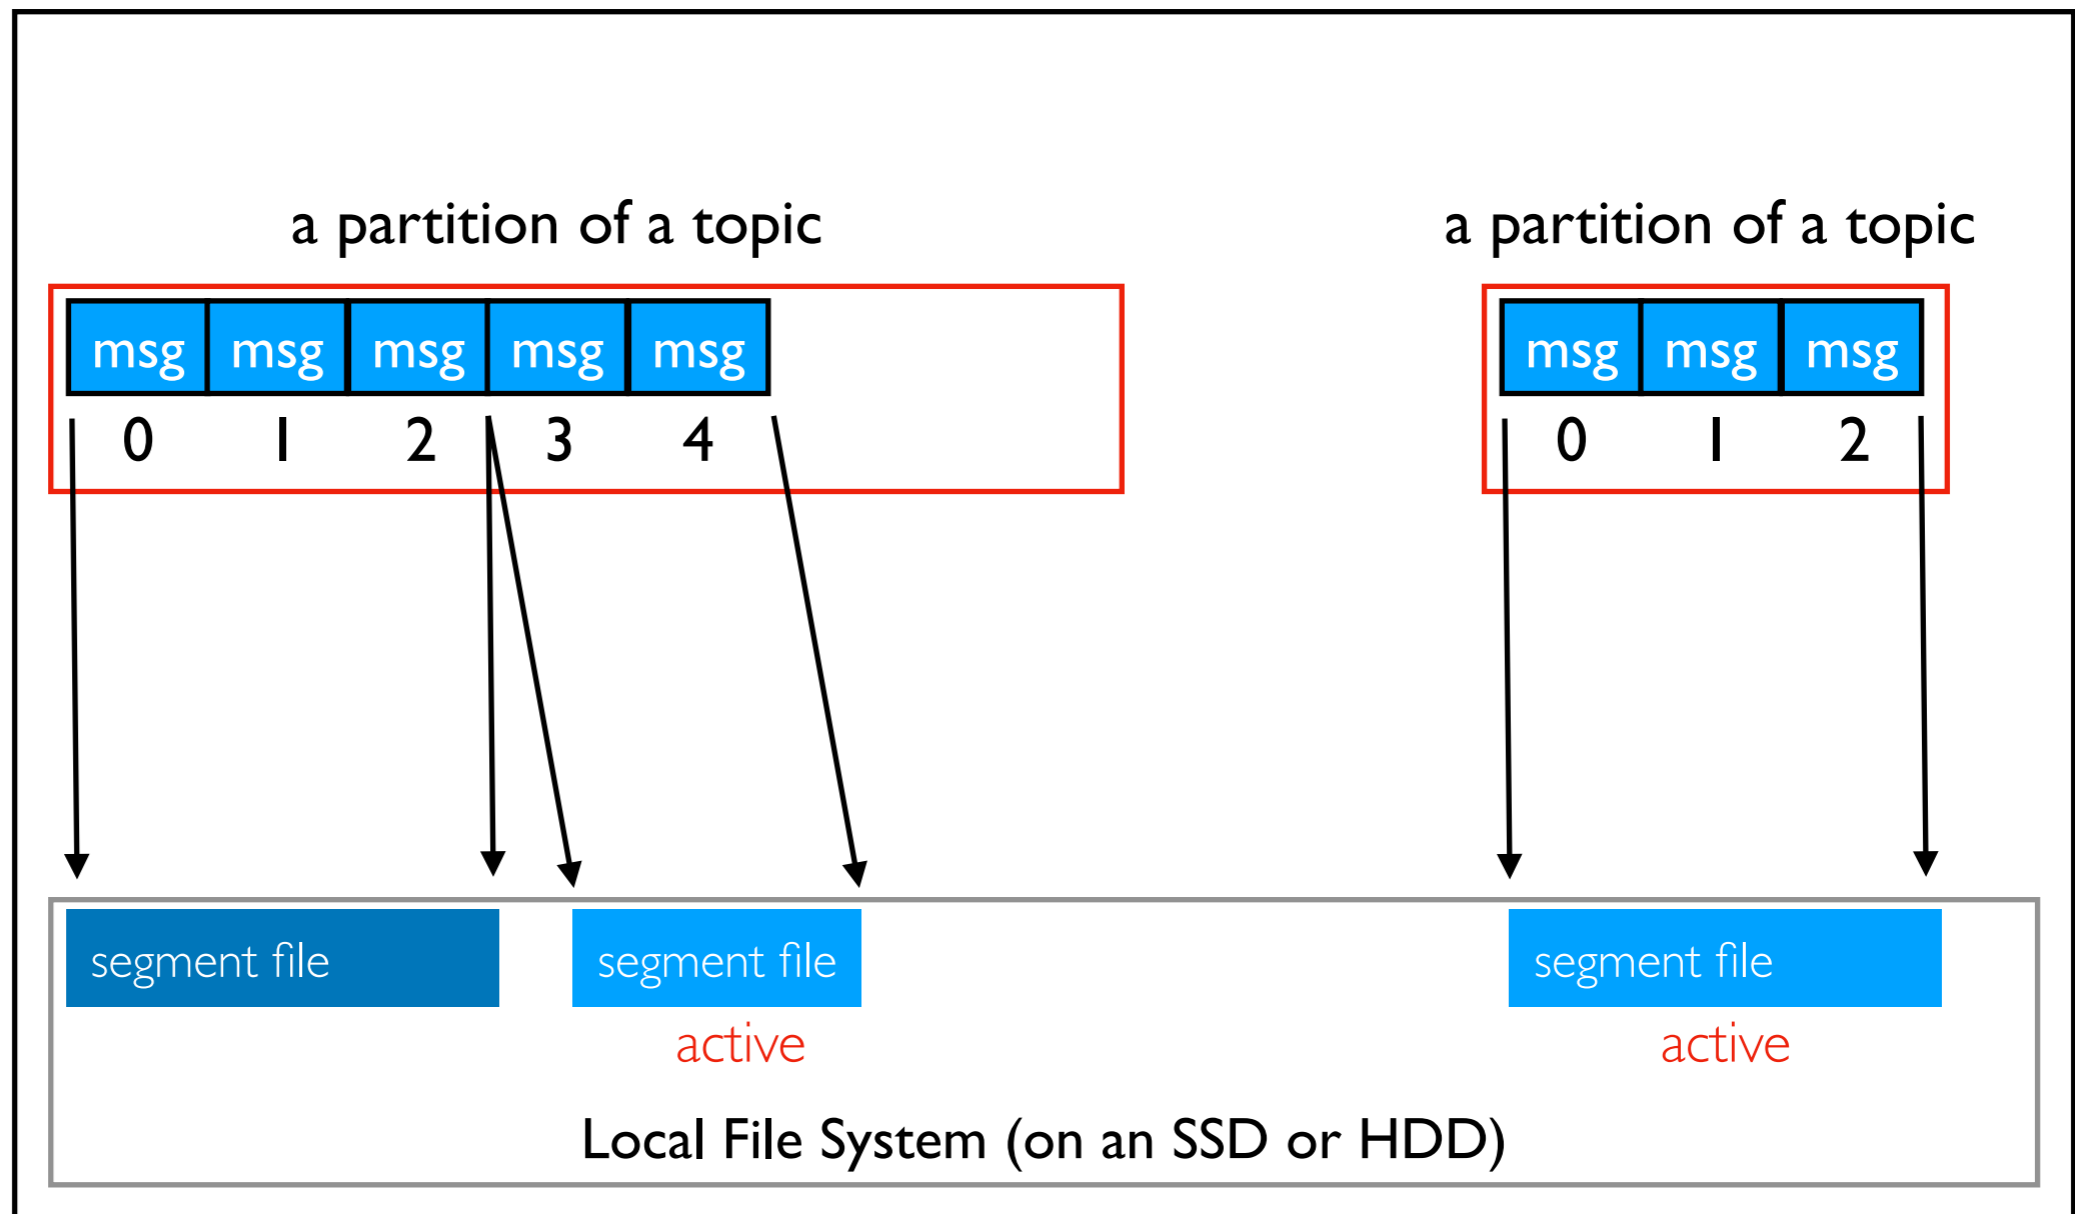 a partition of a topic
a partition of a topic
msg msg msg msg msg
msg msg msg
0 1 2 3 4
0 1 2
segment file
segment file
segment file
active
active
Local File System (on an SSD or HDD)